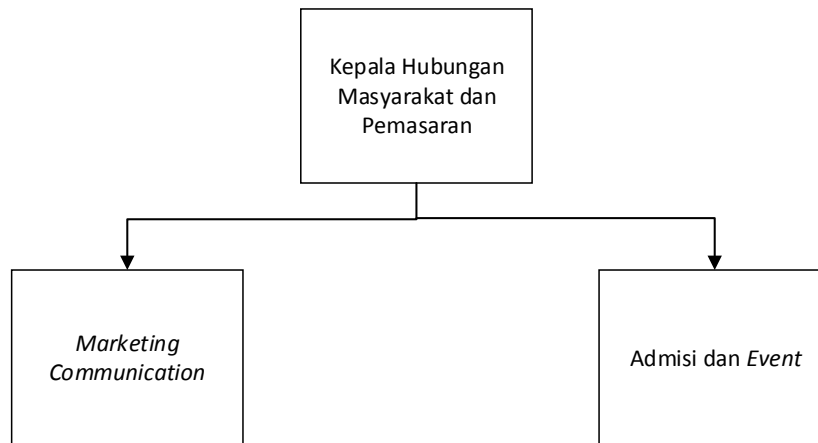 Kepala Hubungan
Masyarakat dan
Pemasaran
Marketing
Communication
Admisi dan Event